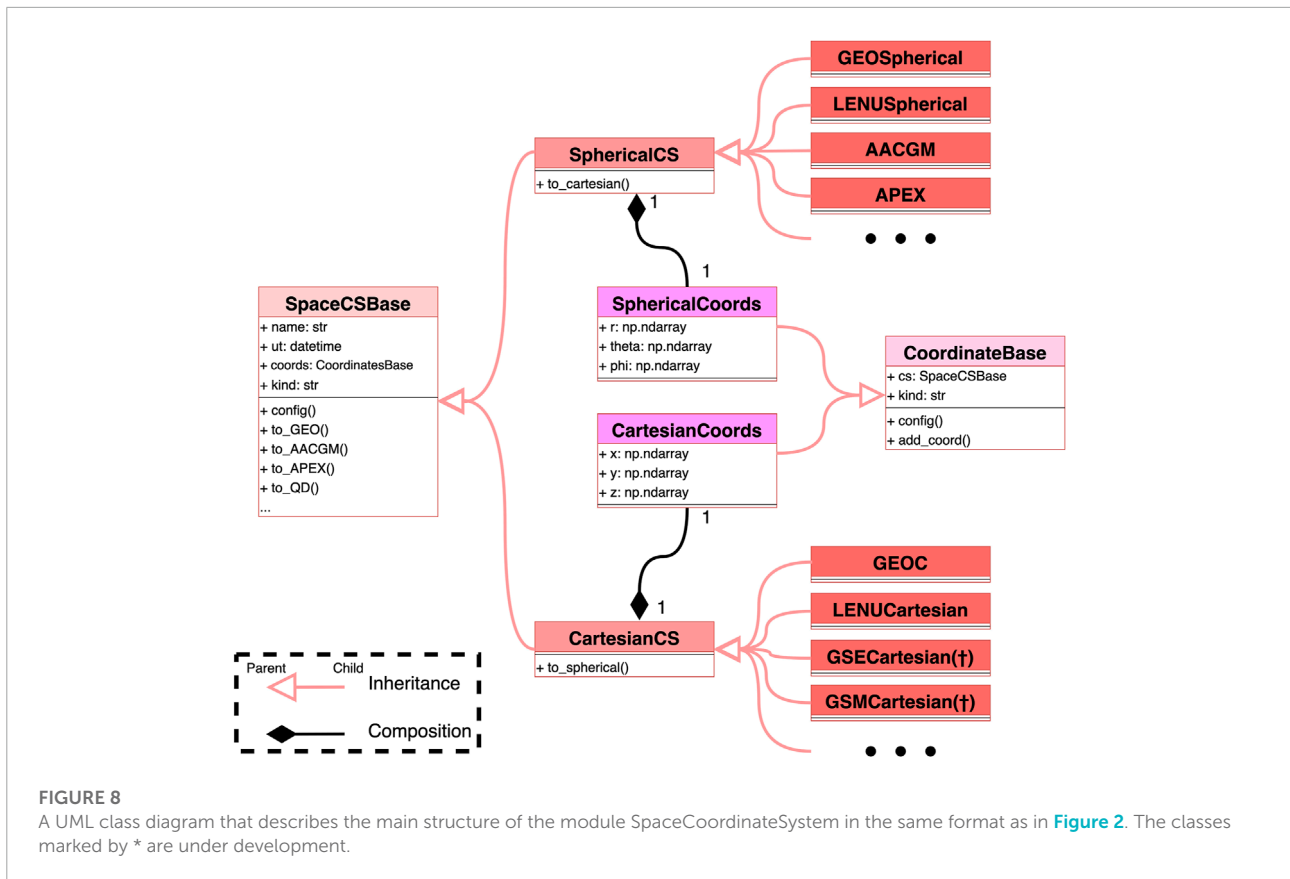 GEOSpherical
LENUSpherical
AACGM
APEX
• • •
SphericalCS
+ to_cartesian()
1
1
SpaceCSBase
+ name: str
+ ut: datetime
+ coords: CoordinatesBase
+ kind: str
+ config()
+ to_GEO()
+ to_AACGM()
+ to_APEX()
+ to_QD()
...
SphericalCoords
+ r: np.ndarray
+ theta: np.ndarray
+ phi: np.ndarray
CoordinateBase
+ cs: SpaceCSBase
+ kind: str
+ config()
+ add_coord()
CartesianCoords
+ x: np.ndarray
+ y: np.ndarray
+ z: np.ndarray
1
1
CartesianCS
+ to_spherical()
GEOC
LENUCartesian
GSECartesian(†)
GSMCartesian(†)
• • •
Parent Child
Inheritance
Composition
FIGURE 8
A UML class diagram that describes the main structure of the module SpaceCoordinateSystem in the same format as in Figure 2. The classes
marked by * are under development.